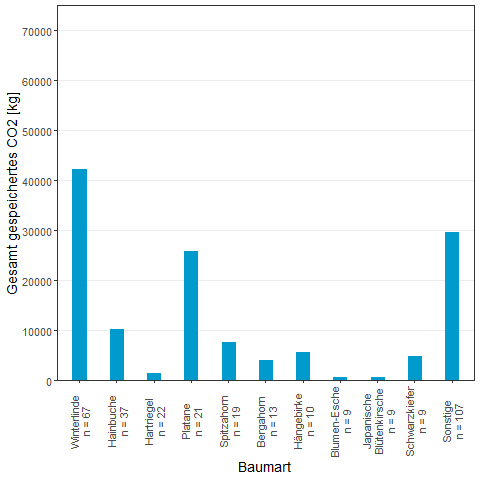 Gesamt gespeichertes CO2 [kg]
70000
60000
50000
40000
30000
20000
10000
0
Winterlinde
n = 67
Hainbuche
n = 37
Hartriegel
n = 22
Platane
n = 21
Spitzahorn
n = 19
Bergahorn
n = 13
Hängebirke
n = 10
Blumen-Esche
n = 9
Japanische
Blütenkirsche
n = 9
Schwarzkiefer
n = 9
Sonstige
n = 107
Baumart